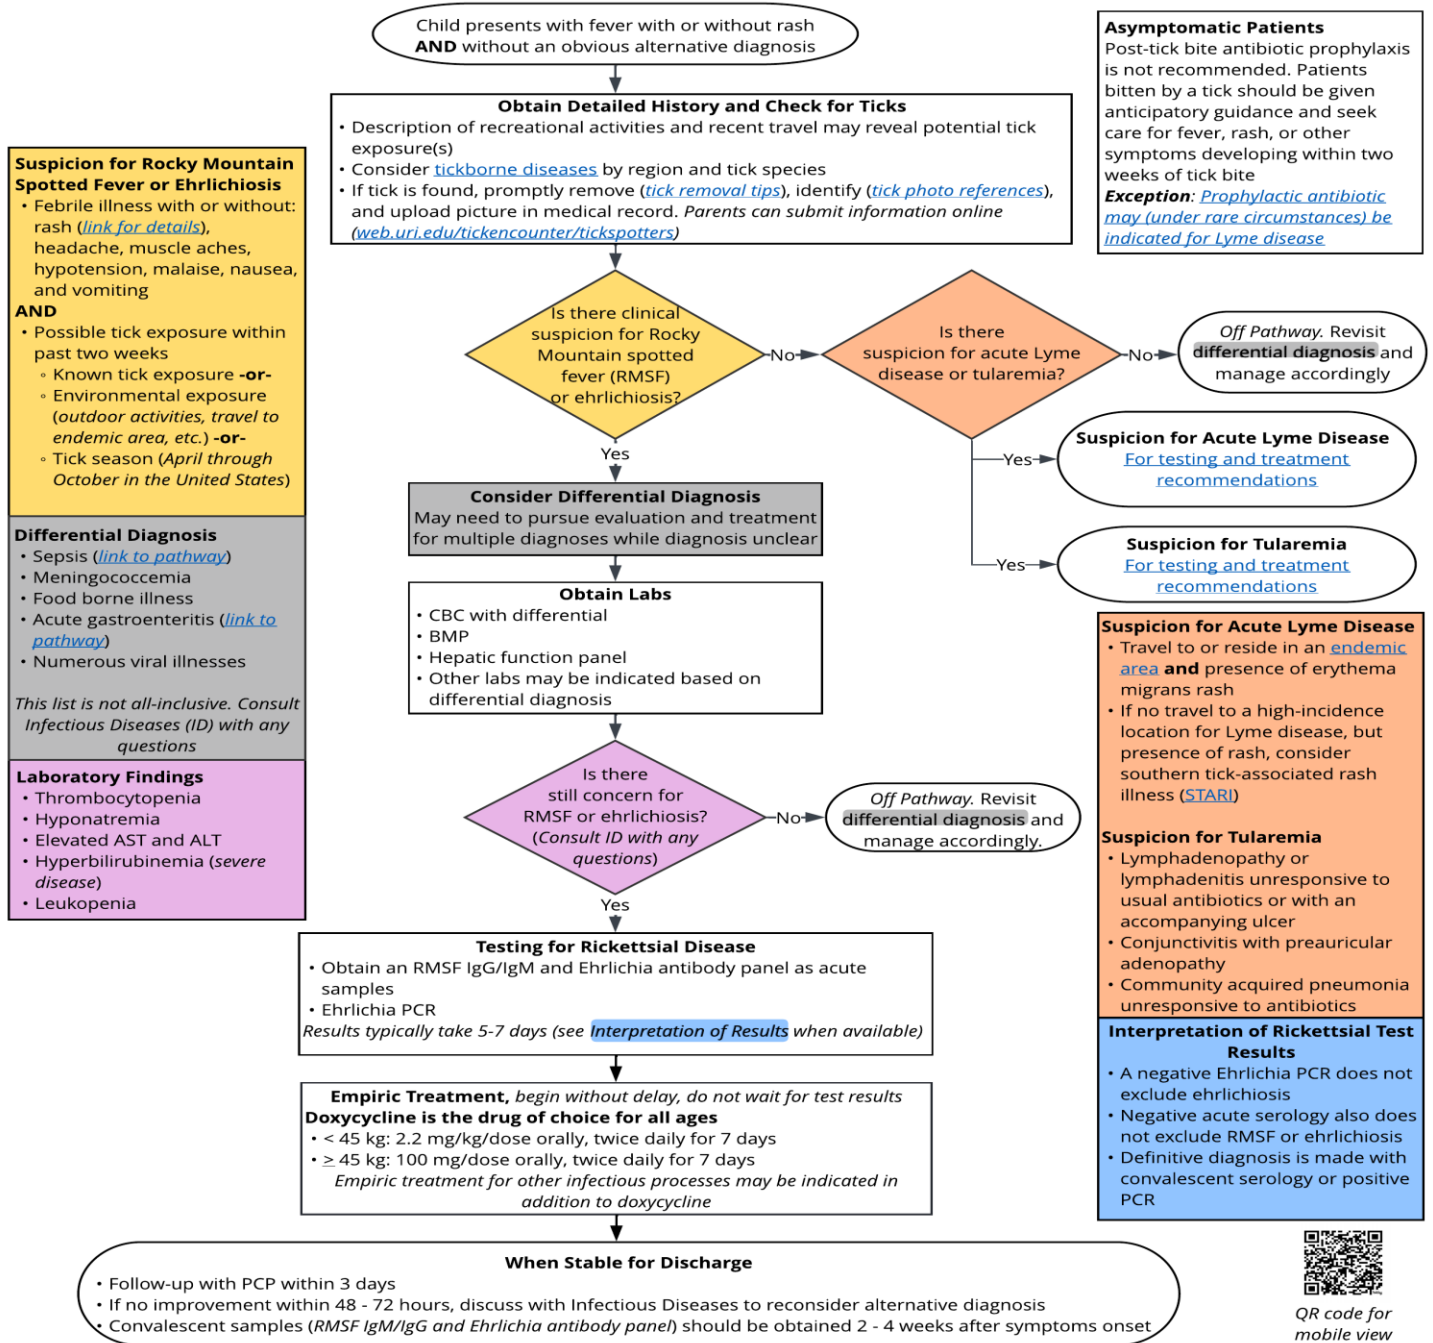 Child presents with fever with or without rash
AND without an obvious alternative diagnosis
Asymptomatic Patients
Post-tick bite antibiotic prophylaxis
is not recommended. Patients
bitten by a tick should be given
anticipatory guidance and seek
care for fever, rash, or other
symptoms developing within two
weeks of tick bite
Exception: Prophylactic antibiotic
may (under rare circumstances) be
indicated for Lyme disease
Obtain Detailed History and Check for Ticks
• Description of recreational activities and recent travel may reveal potential tick
exposure(s)
• Consider tickborne diseases by region and tick species
• If tick is found, promptly remove (tick removal tips), identify (tick photo references),
and upload picture in medical record. Parents can submit information online
(web.uri.edu/tickencounter/tickspotters)
Suspicion for Rocky Mountain
Spotted Fever or Ehrlichiosis
• Febrile illness with or without:
rash (link for details),
headache, muscle aches,
hypotension, malaise, nausea,
and vomiting
AND
• Possible tick exposure within
past two weeks
◦ Known tick exposure -or-
◦ Environmental exposure
(outdoor activities, travel to
endemic area, etc.) -or-
◦ Tick season (April through
October in the United States)
Differential Diagnosis
• Sepsis (link to pathway)
• Meningococcemia
• Food borne illness
• Acute gastroenteritis (link to
pathway)
• Numerous viral illnesses
This list is not all-inclusive. Consult
Infectious Diseases (ID) with any
questions
Laboratory Findings
• Thrombocytopenia
• Hyponatremia
• Elevated AST and ALT
• Hyperbilirubinemia (severe
disease)
• Leukopenia
Is there clinical
suspicion for Rocky
Mountain spotted
fever (RMSF)
or ehrlichiosis?
No
Is there
suspicion for acute Lyme
disease or tularemia?
No
Off Pathway. Revisit
differential diagnosis and
manage accordingly
Yes
Suspicion for Acute Lyme Disease
For testing and treatment
recommendations
Yes
Suspicion for Tularemia
For testing and treatment
recommendations
Yes
Consider Differential Diagnosis
May need to pursue evaluation and treatment
for multiple diagnoses while diagnosis unclear
Obtain Labs
• CBC with differential
• BMP
• Hepatic function panel
• Other labs may be indicated based on
differential diagnosis
Is there
still concern for
RMSF or ehrlichiosis?
(Consult ID with any
questions)
No
Off Pathway. Revisit
differential diagnosis and
manage accordingly.
Yes
Testing for Rickettsial Disease
• Obtain an RMSF IgG/IgM and Ehrlichia antibody panel as acute
samples
• Ehrlichia PCR
Results typically take 5-7 days (see Interpretation of Results when available)
Empiric Treatment, begin without delay, do not wait for test results
Doxycycline is the drug of choice for all ages
• < 45 kg: 2.2 mg/kg/dose orally, twice daily for 7 days
• ≥ 45 kg: 100 mg/dose orally, twice daily for 7 days
Empiric treatment for other infectious processes may be indicated in
addition to doxycycline
When Stable for Discharge
• Follow-up with PCP within 3 days
• If no improvement within 48 - 72 hours, discuss with Infectious Diseases to reconsider alternative diagnosis
• Convalescent samples (RMSF IgM/IgG and Ehrlichia antibody panel) should be obtained 2 - 4 weeks after symptoms onset
Suspicion for Acute Lyme Disease
• Travel to or reside in an endemic
area and presence of erythema
migrans rash
• If no travel to a high-incidence
location for Lyme disease, but
presence of rash, consider
southern tick-associated rash
illness (STARI)
Suspicion for Tularemia
• Lymphadenopathy or
lymphadenitis unresponsive to
usual antibiotics or with an
accompanying ulcer
• Conjunctivitis with preauricular
adenopathy
• Community acquired pneumonia
unresponsive to antibiotics
Interpretation of Rickettsial Test
Results
• A negative Ehrlichia PCR does not
exclude ehrlichiosis
• Negative acute serology also does
not exclude RMSF or ehrlichiosis
• Definitive diagnosis is made with
convalescent serology or positive
PCR
QR code for
mobile view